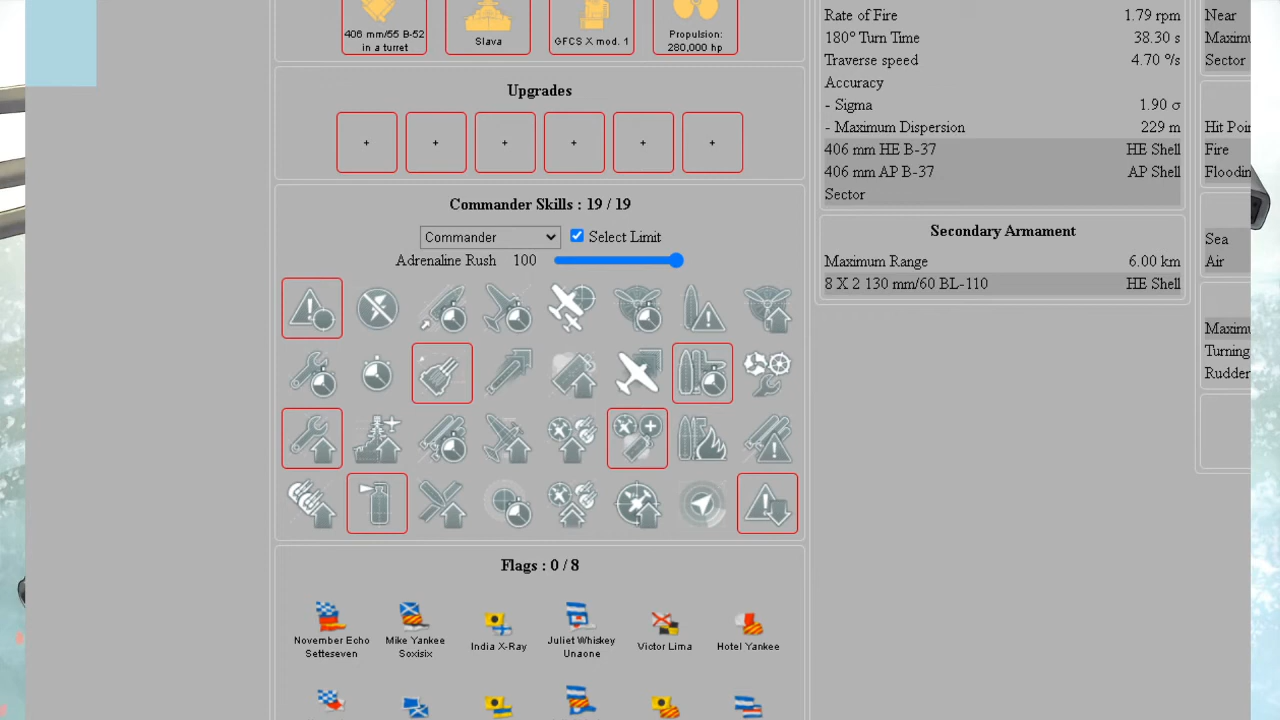 406 mm/55 B-52
in a turret
Slava
GFCS X mod. 1
Propulsion:
280,000 hp
Upgrades
+ + + + + +
Commander Skills : 19 / 19
Commander
Select Limit
Adrenaline Rush 100
Flags : 0 / 8
November Echo
Setteseven
Mike Yankee
Soxisix
India X-Ray
Juliet Whiskey
Unaone
Victor Lima
Hotel Yankee
Rate of Fire 1.79 rpm
180° Turn Time 38.30 s
Traverse speed 4.70 º/s
Accuracy
- Sigma 1.90 σ
- Maximum Dispersion 229 m
406 mm HE B-37 HE Shell
406 mm AP B-37 AP Shell
Sector
Secondary Armament
Maximum Range 6.00 km
8 X 2 130 mm/60 BL-110 HE Shell
Near
Maximu
Sector
Hit Poi
Fire
Floodin
Sea
Air
Maximu
Turning
Rudder